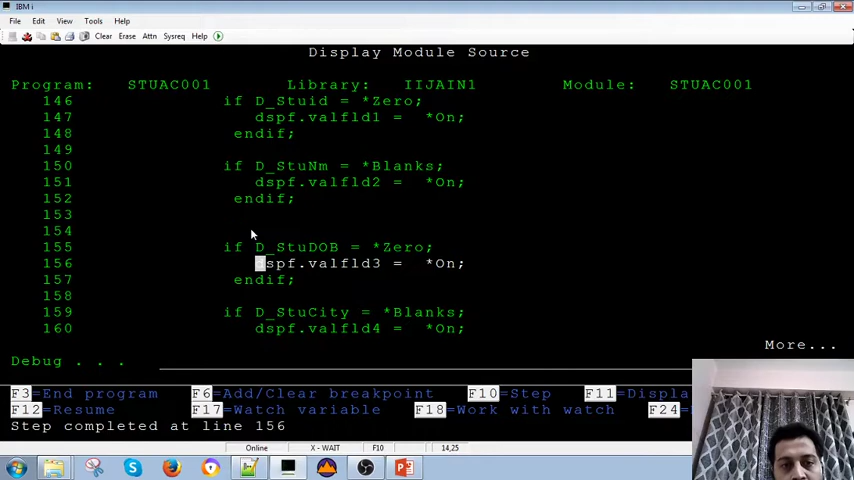 IBM i
File Edit View Tools Help
Clear Erase Attn Sysreq Help
Display Module Source
Program: STUAC001 Library: IIJAIN1 Module: STUAC001
146 if D_Stuid = *Zero;
147 dspf.valfld1 = *On;
148 endif;
149
150 if D_StuNm = *Blanks;
151 dspf.valfld2 = *On;
152 endif;
153
154
155 if D_StuDOB = *Zero;
156 dspf.valfld3 = *On;
157 endif;
158
159 if D_StuCity = *Blanks;
160 dspf.valfld4 = *On;
More...
Debug . . .
F3=End program F6=Add/Clear breakpoint F10=Step F11=Displa
F12=Resume F17=Watch variable F18=Work with watch F24=
Step completed at line 156
Online X - WAIT F10 14,25